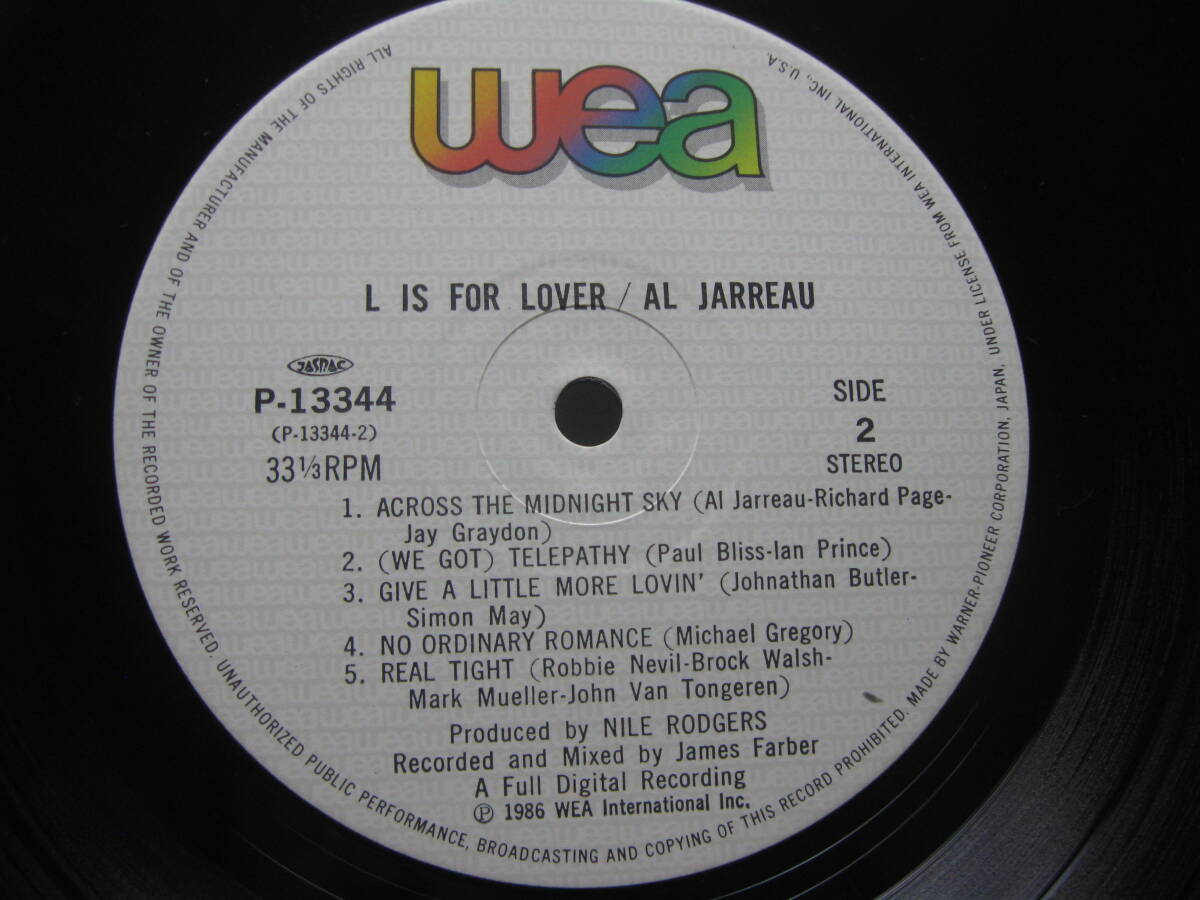 wea
L IS FOR LOVER / AL JARREAU
JASRAC
P-13344
(P-13344-2)
33 1/3 RPM
SIDE
2
STEREO
1. ACROSS THE MIDNIGHT SKY (Al Jarreau-Richard Page-
Jay Graydon)
2. (WE GOT) TELEPATHY (Paul Bliss-Ian Prince)
3. GIVE A LITTLE MORE LOVIN' (Johnathan Butler-
Simon May)
4. NO ORDINARY ROMANCE (Michael Gregory)
5. REAL TIGHT (Robbie Nevil-Brock Walsh-
Mark Mueller-John Van Tongeren)
Produced by NILE RODGERS
Recorded and Mixed by James Farber
A Full Digital Recording
℗ 1986 WEA International Inc.
ALL RIGHTS OF THE MANUFACTURER AND OF THE OWNER OF THE RECORDED WORK RESERVED. UNAUTHORIZED PUBLIC PERFORMANCE, BROADCASTING AND COPYING OF THIS RECORD PROHIBITED. MADE BY WARNER-PIONEER CORPORATION, JAPAN, UNDER LICENSE FROM WEA INTERNATIONAL INC., U.S.A.